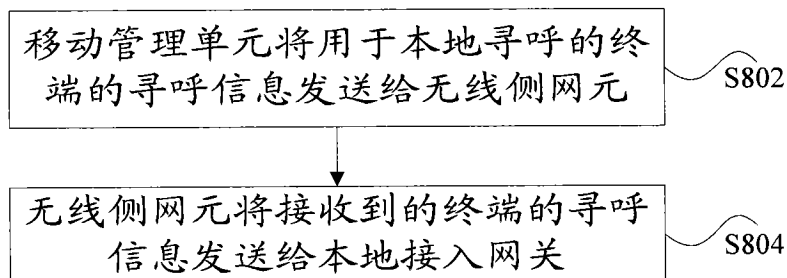 移动管理单元将用于本地寻呼的终
端的寻呼信息发送给无线侧网元
S802
无线侧网元将接收到的终端的寻呼
信息发送给本地接入网关
S804